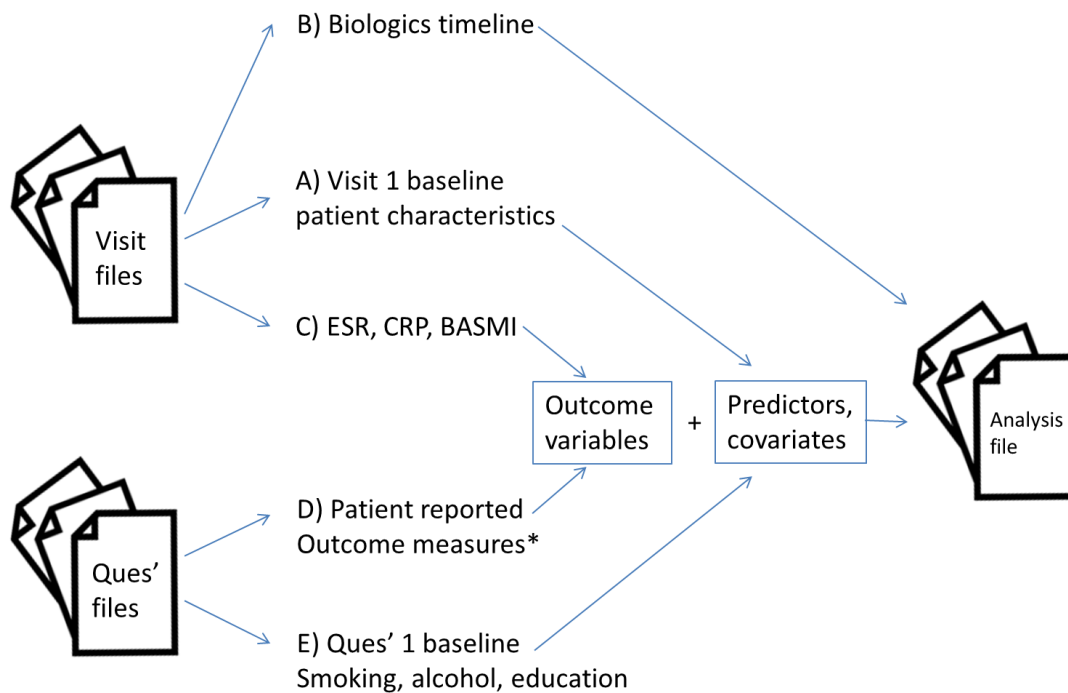 B) Biologics timeline
A) Visit 1 baseline
patient characteristics
Visit
files
C) ESR, CRP, BASMI
Outcome
variables
+
Predictors,
covariates
Analysis
file
D) Patient reported
Outcome measures*
Ques’
files
E) Ques’ 1 baseline
Smoking, alcohol, education